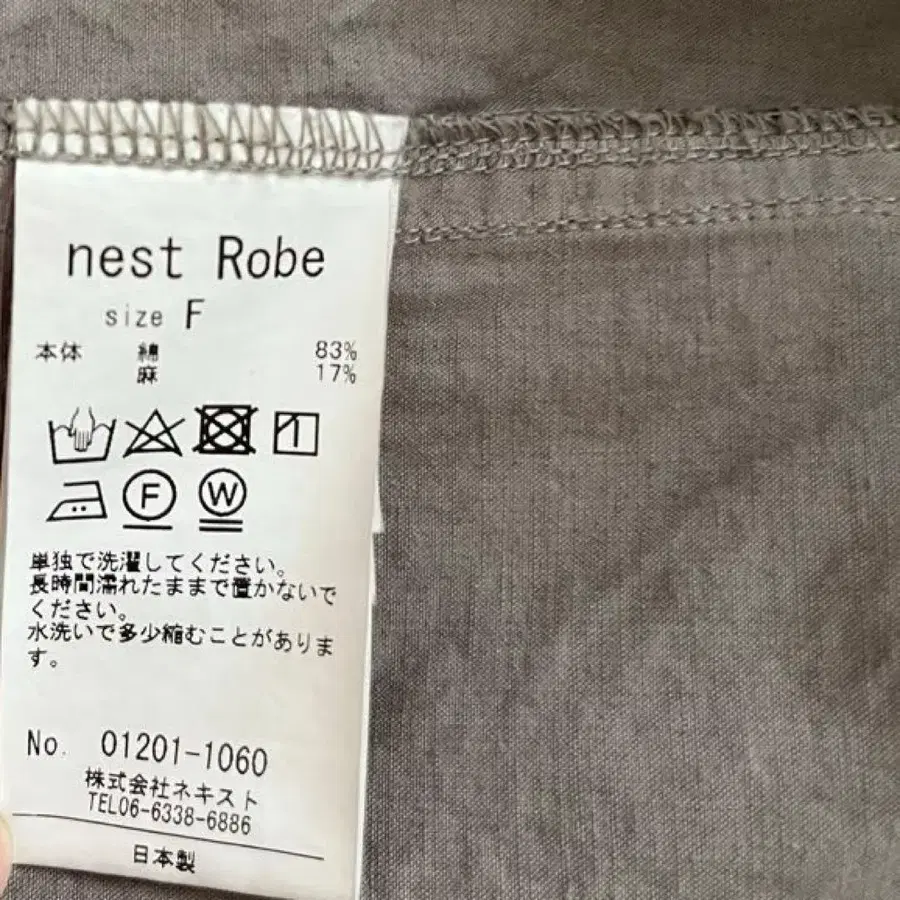 nest Robe
size F
本体 綿 83%
麻 17%
F W
単独で洗濯してください。
長時間濡れたままで置かないで
ください。
水洗いで多少縮むことがありま
す。
No. 01201-1060
株式会社ネキスト
TEL06-6338-6886
日本製